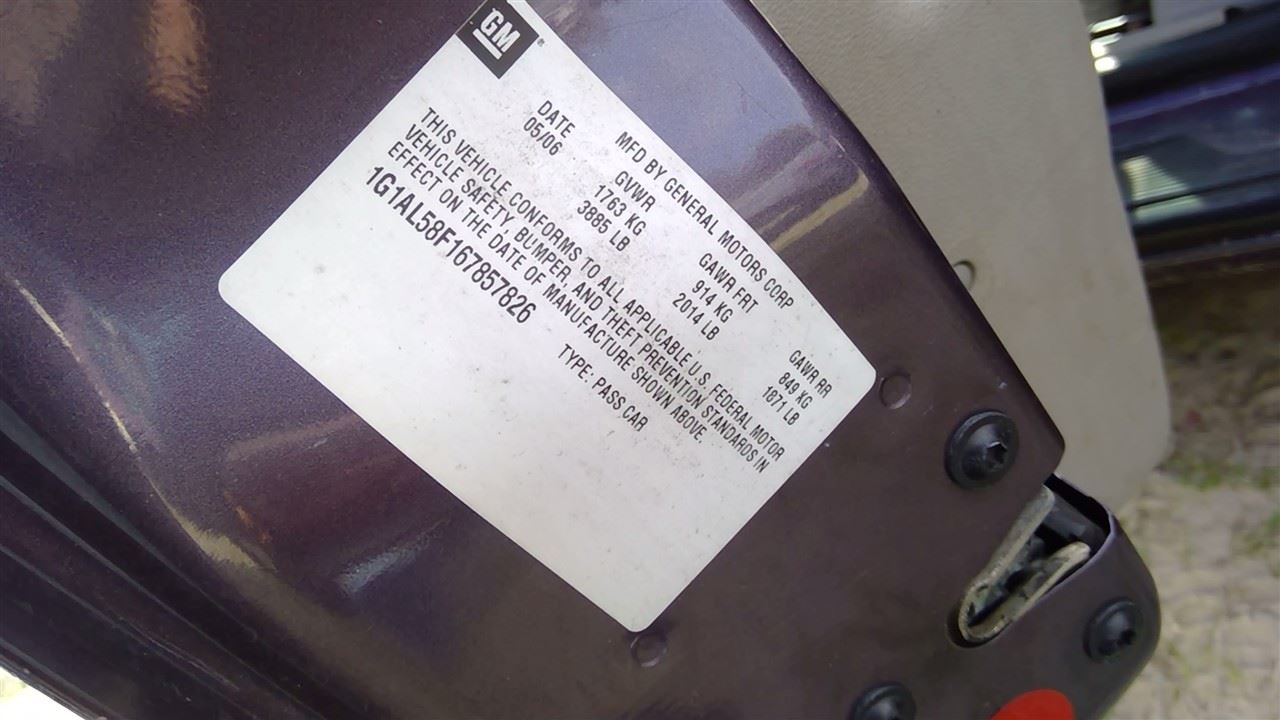 GM
MFD BY GENERAL MOTORS CORP
DATE GVWR GAWR FRT GAWR RR
05/06 1763 KG 914 KG 849 KG
3885 LB 2014 LB 1871 LB
THIS VEHICLE CONFORMS TO ALL APPLICABLE U.S. FEDERAL MOTOR
VEHICLE SAFETY, BUMPER, AND THEFT PREVENTION STANDARDS IN
EFFECT ON THE DATE OF MANUFACTURE SHOWN ABOVE.
1G1AL58F167857826 TYPE: PASS CAR